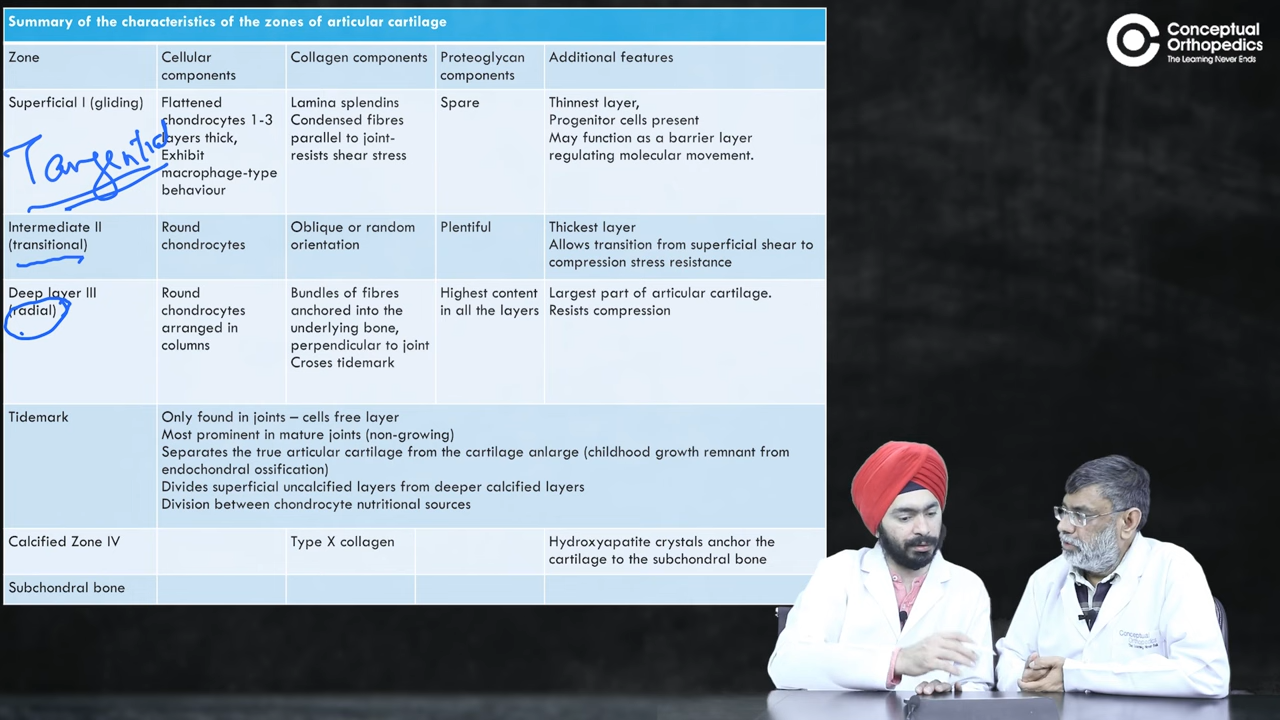 Summary of the characteristics of the zones of articular cartilage
Conceptual
Orthopedics
The Learning Never Ends
Zone
Cellular
components
Collagen components
Proteoglycan
components
Additional features
Superficial I (gliding)
Tangential
Flattened
chondrocytes 1-3
layers thick,
Exhibit
macrophage-type
behaviour
Lamina splendins
Condensed fibres
parallel to joint-
resists shear stress
Spare
Thinnest layer,
Progenitor cells present
May function as a barrier layer
regulating molecular movement.
Intermediate II
(transitional)
Round
chondrocytes
Oblique or random
orientation
Plentiful
Thickest layer
Allows transition from superficial shear to
compression stress resistance
Deep layer III
(radial)
Round
chondrocytes
arranged in
columns
Bundles of fibres
anchored into the
underlying bone,
perpendicular to joint
Croses tidemark
Highest content
in all the layers
Largest part of articular cartilage.
Resists compression
Tidemark
Only found in joints – cells free layer
Most prominent in mature joints (non-growing)
Separates the true articular cartilage from the cartilage anlarge (childhood growth remnant from
endochondral ossification)
Divides superficial uncalcified layers from deeper calcified layers
Division between chondrocyte nutritional sources
Calcified Zone IV
Type X collagen
Hydroxyapatite crystals anchor the
cartilage to the subchondral bone
Subchondral bone
Conceptual
Orthopedics